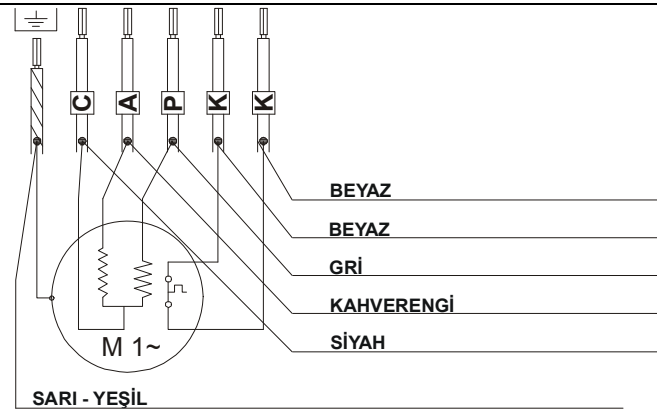 C A P K K
BEYAZ
BEYAZ
GRİ
KAHVERENGİ
SİYAH
M 1~
SARI - YEŞİL